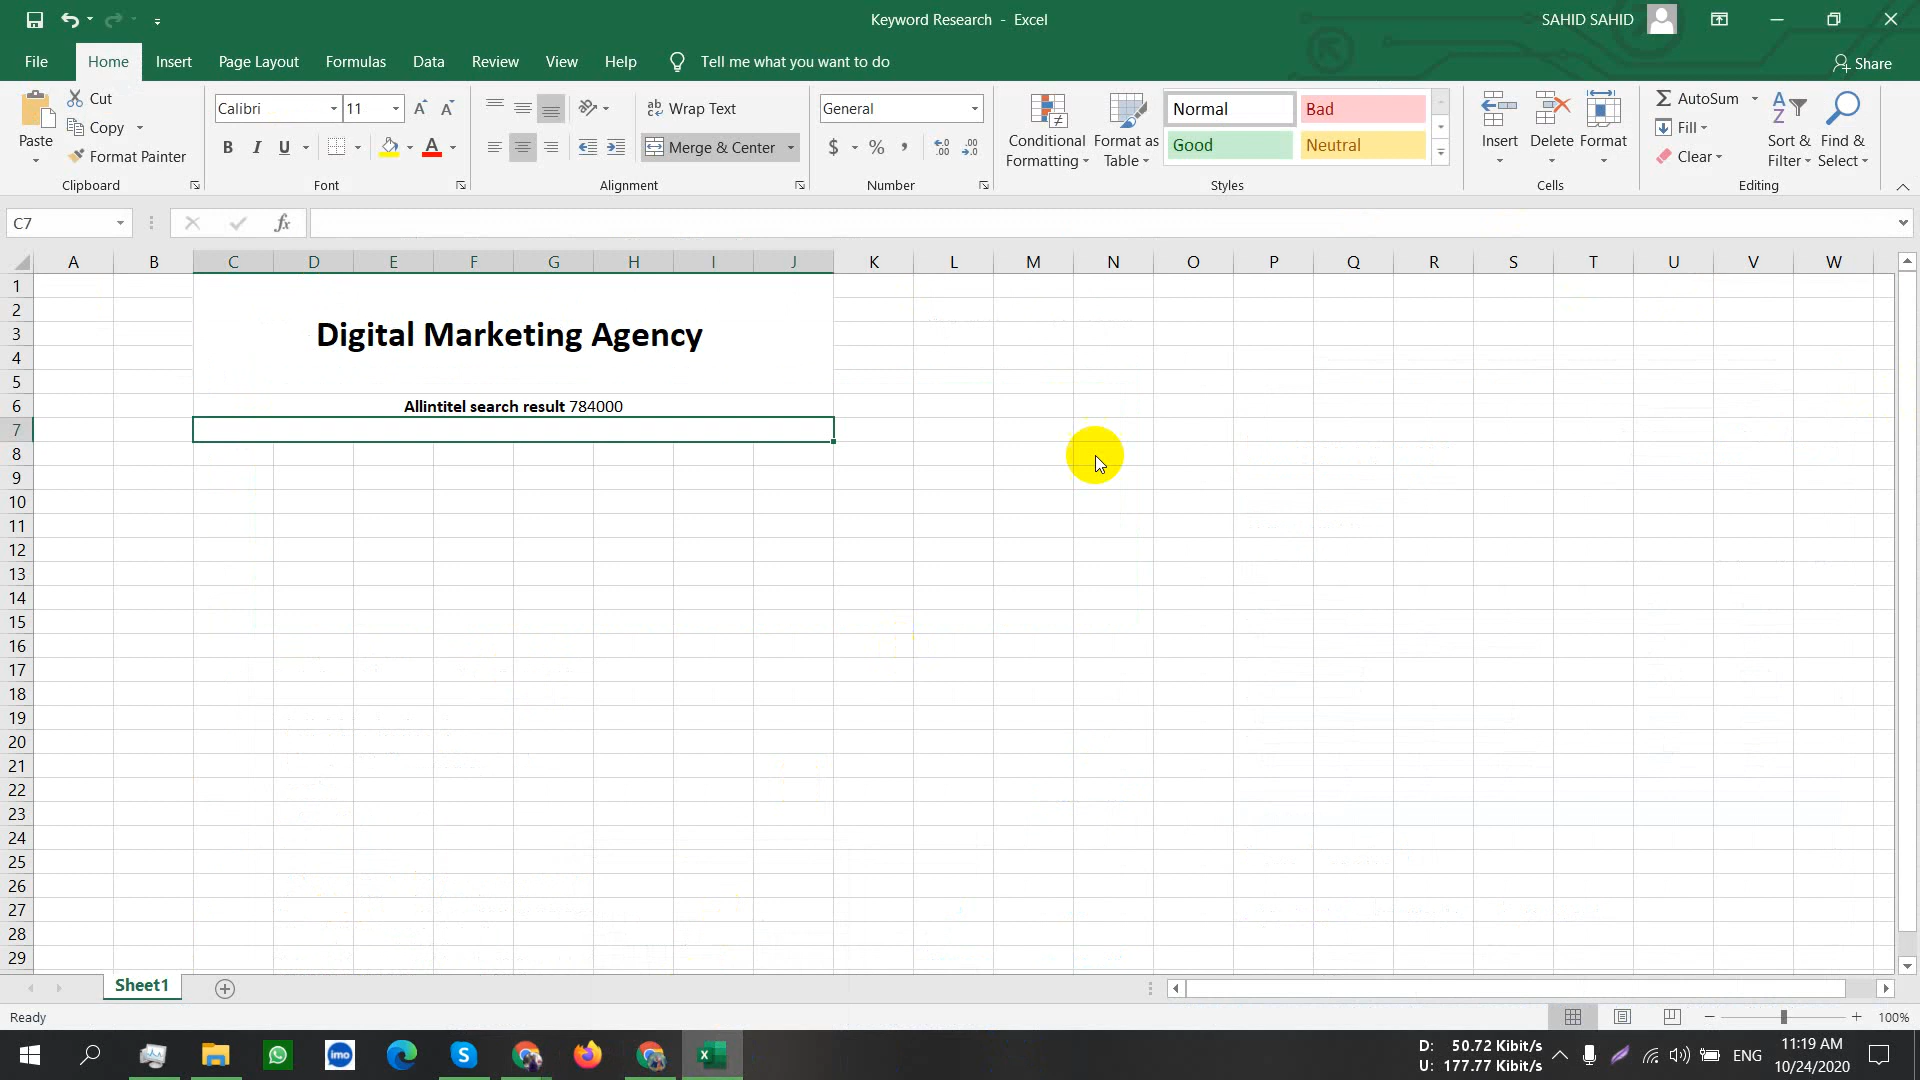 Keyword Research - Excel
SAHID SAHID
File Home Insert Page Layout Formulas Data Review View Help Tell me what you want to do Share
Paste
Cut
Copy
Format Painter
Clipboard
Calibri 11
B I U
Font
Wrap Text
Merge & Center
Alignment
General
$ % ,
Number
Conditional Formatting
Format as Table
Normal Bad
Good Neutral
Styles
Insert Delete Format
Cells
AutoSum
Fill
Clear
Sort & Filter
Find & Select
Editing
C7 fx
A B C D E F G H I J K L M N O P Q R S T U V W
1
2
3 Digital Marketing Agency
4
5
6 Allintitel search result 784000
7
8
9
10
11
12
13
14
15
16
17
18
19
20
21
22
23
24
25
26
27
28
29
Sheet1
Ready 100%
imo
D: 50.72 Kibit/s
U: 177.77 Kibit/s
ENG
11:19 AM
10/24/2020